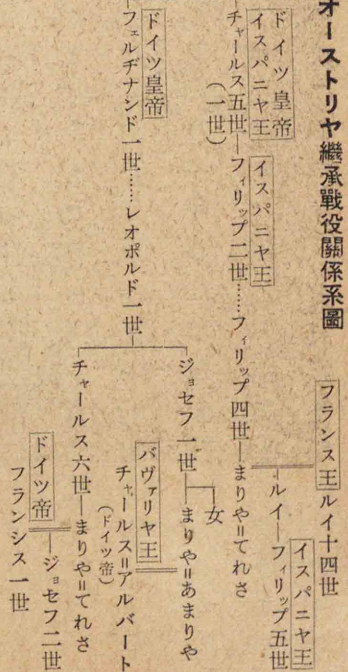 オーストリヤ繼承戰役關係系圖
フランス王ルイ十四世
イスパニヤ王
ルイ―フィリップ五世
ドイツ皇帝
イスパニヤ王
イスパニヤ王
チャールス五世―フィリップ二世……フィリップ四世―まりや=てれさ
(一世)
女
ジョセフ一世
まりや=あまりや
バヴァリヤ王
チャールス=アルバート
(ドイツ帝)
ドイツ皇帝
フェルヂナンド一世……レオポルド一世
チャールス六世―まりや=てれさ
ジョセフ二世
ドイツ帝
フランシス一世